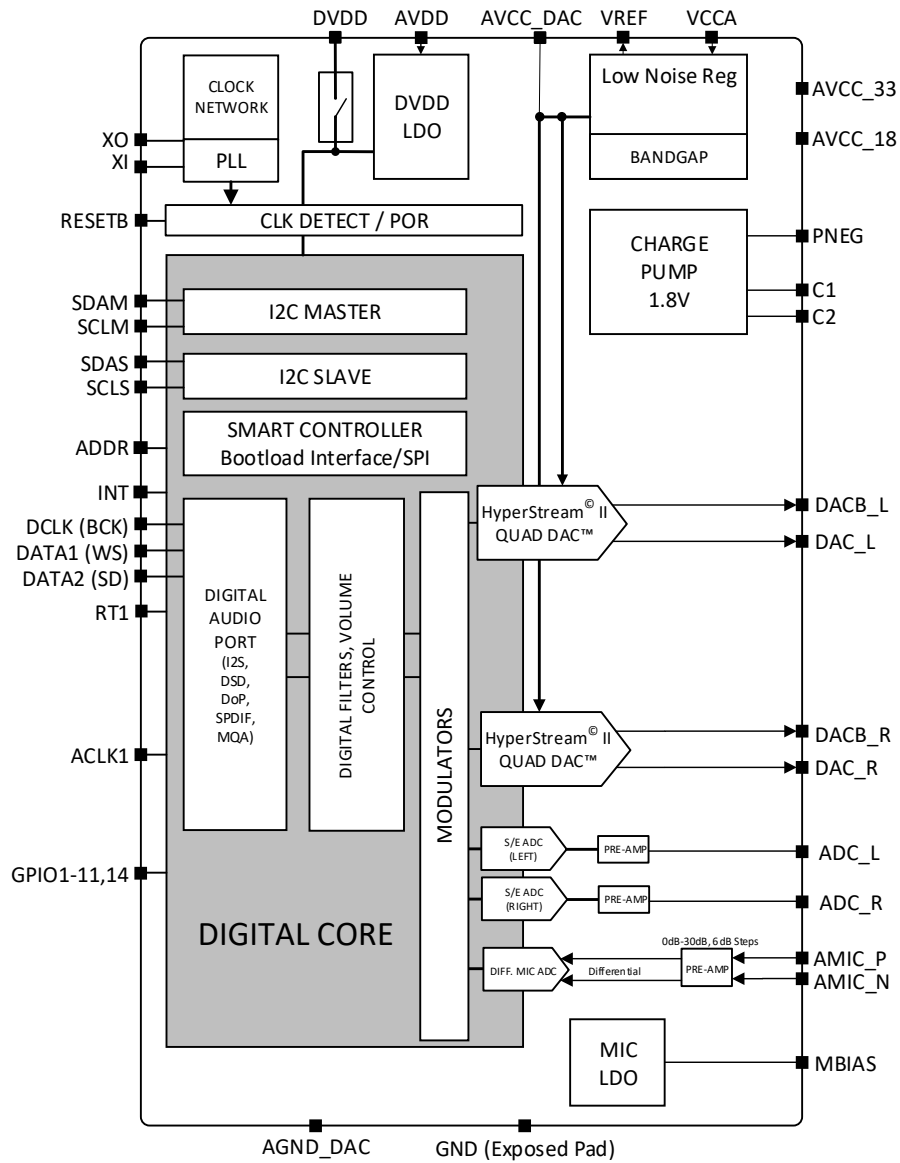 DVDD
AVDD
AVCC_DAC
VREF
VCCA
CLOCK
NETWORK
PLL
DVDD
LDO
Low Noise Reg
BANDGAP
AVCC_33
AVCC_18
XO
XI
RESETB
CLK DETECT / POR
CHARGE
PUMP
1.8V
PNEG
C1
C2
SDAM
SCLM
I2C MASTER
SDAS
SCLS
I2C SLAVE
ADDR
SMART CONTROLLER
Bootload Interface/SPI
INT
DCLK (BCK)
DATA1 (WS)
DATA2 (SD)
RT1
ACLK1
GPIO1-11,14
DIGITAL
AUDIO
PORT
(I2S,
DSD,
DoP,
SPDIF,
MQA)
DIGITAL FILTERS, VOLUME
CONTROL
MODULATORS
HyperStream© II
QUAD DAC™
DACB_L
DAC_L
HyperStream© II
QUAD DAC™
DACB_R
DAC_R
S/E ADC
(LEFT)
PRE-AMP
ADC_L
S/E ADC
(RIGHT)
PRE-AMP
ADC_R
DIGITAL CORE
DIFF. MIC ADC
Differential
0dB-30dB, 6dB Steps
PRE-AMP
AMIC_P
AMIC_N
MIC
LDO
MBIAS
AGND_DAC
GND (Exposed Pad)